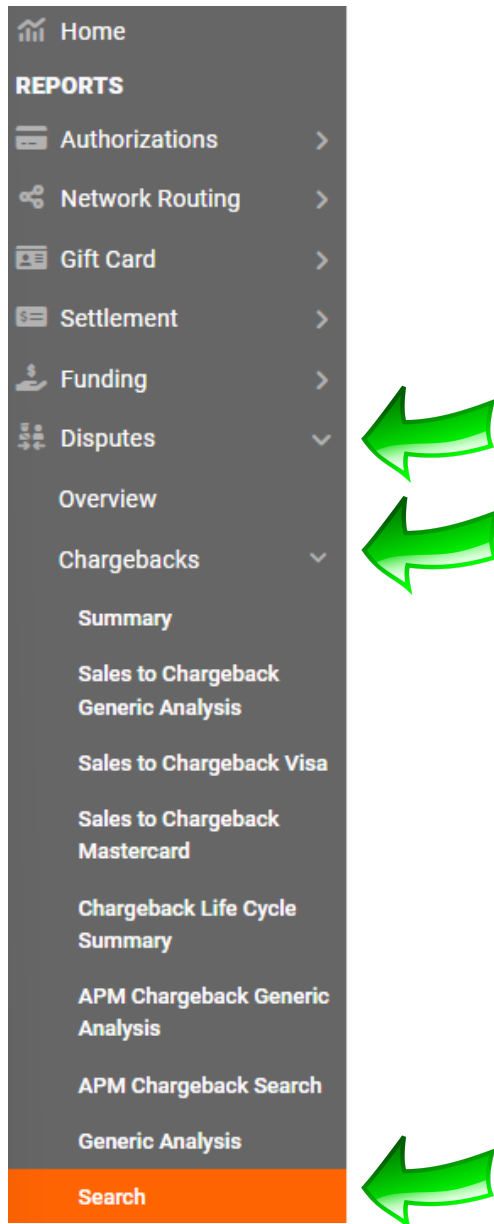 Home
REPORTS
Authorizations
Network Routing
Gift Card
Settlement
Funding
Disputes
Overview
Chargebacks
Summary
Sales to Chargeback
Generic Analysis
Sales to Chargeback Visa
Sales to Chargeback
Mastercard
Chargeback Life Cycle
Summary
APM Chargeback Generic
Analysis
APM Chargeback Search
Generic Analysis
Search